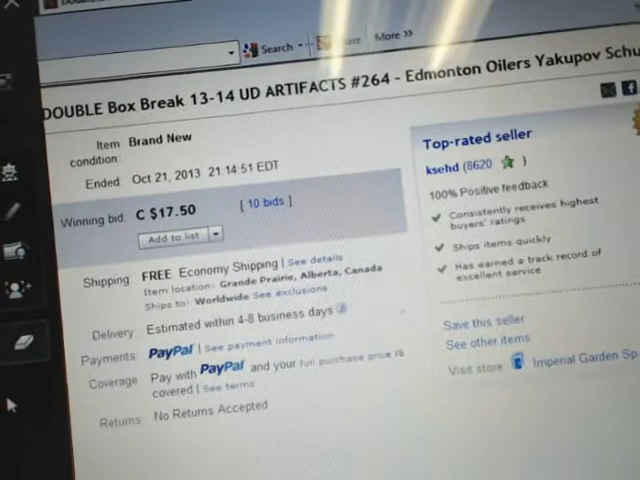 Search
More »
DOUBLE Box Break 13-14 UD ARTIFACTS #264 - Edmonton Oilers Yakupov Schu
Item condition: Brand New
Ended: Oct 21, 2013 21:14:51 EDT
Winning bid: C $17.50 [ 10 bids ]
Add to list
Shipping: FREE Economy Shipping | See details
Item location: Grande Prairie, Alberta, Canada
Ships to: Worldwide See exclusions
Delivery: Estimated within 4-8 business days
Payments: PayPal | See payment information
Coverage: Pay with PayPal and your full purchase price is
covered | See terms
Returns: No Returns Accepted
Top-rated seller
ksehd (8620 )
100% Positive feedback
Consistently receives highest
buyers' ratings
Ships items quickly
Has earned a track record of
excellent service
Save this seller
See other items
Visit store: Imperial Garden Sp